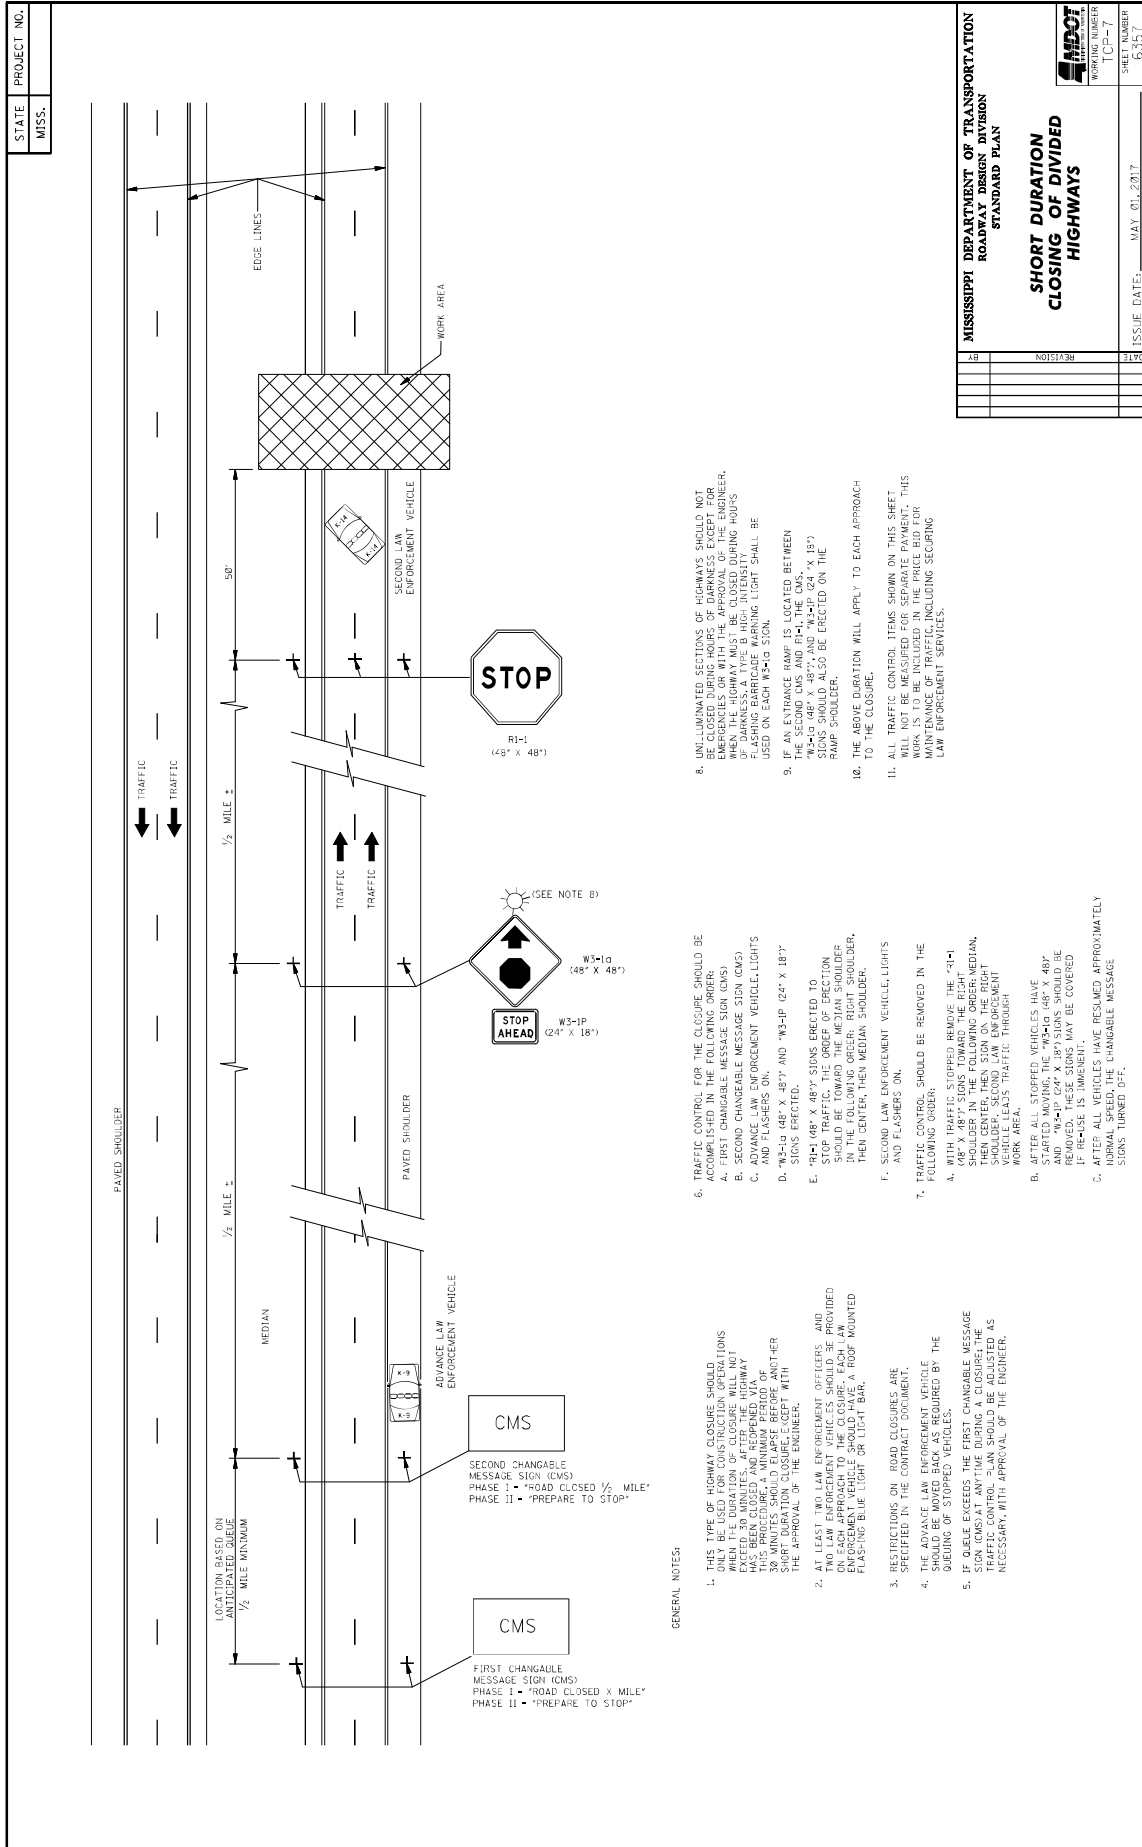 STATE
PROJECT NO.
MISS.
EDGE LINES
WORK AREA
PAVED SHOULDER
TRAFFIC
TRAFFIC
MEDIAN
LOCATION BASED ON
ANTICIPATED QUEUE
1/2 MILE MINIMUM
1/2 MILE ±
1/2 MILE ±
50'
TRAFFIC
TRAFFIC
PAVED SHOULDER
K-9
K-9
ADVANCE LAW
ENFORCEMENT VEHICLE
K-14
K-14
SECOND LAW
ENFORCEMENT VEHICLE
CMS
FIRST CHANGABLE
MESSAGE SIGN (CMS)
PHASE I - "ROAD CLOSED X MILE"
PHASE II - "PREPARE TO STOP"
CMS
SECOND CHANGABLE
MESSAGE SIGN (CMS)
PHASE I - "ROAD CLOSED 1/2 MILE"
PHASE II - "PREPARE TO STOP"
STOP
AHEAD
W3-1P
(24" X 18")
W3-1a
(48" X 48")
(SEE NOTE 8)
STOP
R1-1
(48" X 48")
GENERAL NOTES:
1. THIS TYPE OF HIGHWAY CLOSURE SHOULD
ONLY BE USED FOR CONSTRUCTION OPERATIONS
WHEN THE DURATION OF CLOSURE WILL NOT
EXCEED 30 MINUTES. AFTER THE HIGHWAY
HAS BEEN CLOSED AND REOPENED VIA
THIS PROCEDURE, A MINIMUM PERIOD OF
30 MINUTES SHOULD ELAPSE BEFORE ANOTHER
SHORT DURATION CLOSURE, EXCEPT WITH
THE APPROVAL OF THE ENGINEER.
2. AT LEAST TWO LAW ENFORCEMENT OFFICERS AND
TWO LAW ENFORCEMENT VEHICLES SHOULD BE PROVIDED
ON EACH APPROACH TO THE CLOSURE. EACH LAW
ENFORCEMENT VEHICLE SHOULD HAVE A ROOF MOUNTED
FLASHING BLUE LIGHT OR LIGHT BAR.
3. RESTRICTIONS ON ROAD CLOSURES ARE
SPECIFIED IN THE CONTRACT DOCUMENT.
4. THE ADVANCE LAW ENFORCEMENT VEHICLE
SHOULD BE MOVED BACK AS REQUIRED BY THE
QUEUING OF STOPPED VEHICLES.
5. IF QUEUE EXCEEDS THE FIRST CHANGABLE MESSAGE
SIGN (CMS) AT ANYTIME DURING A CLOSURE; THE
TRAFFIC CONTROL PLAN SHOULD BE ADJUSTED AS
NECESSARY, WITH APPROVAL OF THE ENGINEER.
6. TRAFFIC CONTROL FOR THE CLOSURE SHOULD BE
ACCOMPLISHED IN THE FOLLOWING ORDER:
A. FIRST CHANGABLE MESSAGE SIGN (CMS)
B. SECOND CHANGEABLE MESSAGE SIGN (CMS)
C. ADVANCE LAW ENFORCEMENT VEHICLE, LIGHTS
AND FLASHERS ON.
D. "W3-1a (48" X 48")" AND "W3-1P (24" X 18")"
SIGNS ERECTED.
E. "R1-1 (48" X 48")" SIGNS ERECTED TO
STOP TRAFFIC. THE ORDER OF ERECTION
SHOULD BE TOWARD THE MEDIAN SHOULDER
IN THE FOLLOWING ORDER: RIGHT SHOULDER,
THEN CENTER, THEN MEDIAN SHOULDER.
F. SECOND LAW ENFORCEMENT VEHICLE, LIGHTS
AND FLASHERS ON.
7. TRAFFIC CONTROL SHOULD BE REMOVED IN THE
FOLLOWING ORDER:
A. WITH TRAFFIC STOPPED REMOVE THE "R1-1
(48" X 48")" SIGNS TOWARD THE RIGHT
SHOULDER IN THE FOLLOWING ORDER: MEDIAN,
THEN CENTER, THEN SIGN ON THE RIGHT
SHOULDER. SECOND LAW ENFORCEMENT
VEHICLE LEADS TRAFFIC THROUGH
WORK AREA.
B. AFTER ALL STOPPED VEHICLES HAVE
STARTED MOVING, THE "W3-1a (48" X 48)"
AND "W3-1P (24" X 18") SIGNS SHOULD BE
REMOVED. THESE SIGNS MAY BE COVERED
IF RE-USE IS IMMENENT.
C. AFTER ALL VEHICLES HAVE RESUMED APPROXIMATELY
NORMAL SPEED, THE CHANGABLE MESSAGE
SIGNS TURNED OFF.
8. UNILLUMINATED SECTIONS OF HIGHWAYS SHOULD NOT
BE CLOSED DURING HOURS OF DARKNESS EXCEPT FOR
EMERGENCIES OR WITH THE APPROVAL OF THE ENGINEER.
WHEN THE HIGHWAY MUST BE CLOSED DURING HOURS
OF DARKNESS, A TYPE B HIGH INTENSITY
FLASHING BARRICADE WARNING LIGHT SHALL BE
USED ON EACH W3-1a SIGN.
9. IF AN ENTRANCE RAMP IS LOCATED BETWEEN
THE SECOND CMS AND R1-1, THE CMS,
"W3-1a (48" X 48")", AND "W3-1P (24 "X 18")
SIGNS SHOULD ALSO BE ERECTED ON THE
RAMP SHOULDER.
10. THE ABOVE DURATION WILL APPLY TO EACH APPROACH
TO THE CLOSURE.
11. ALL TRAFFIC CONTROL ITEMS SHOWN ON THIS SHEET
WILL NOT BE MEASURED FOR SEPARATE PAYMENT. THIS
WORK IS TO BE INCLUDED IN THE PRICE BID FOR
MAINTENANCE OF TRAFFIC, INCLUDING SECURING
LAW ENFORCEMENT SERVICES.
BY
REVISION
DATE
MISSISSIPPI DEPARTMENT OF TRANSPORTATION
ROADWAY DESIGN DIVISION
STANDARD PLAN
SHORT DURATION
CLOSING OF DIVIDED
HIGHWAYS
ISSUE DATE: MAY 01, 2017
MDOT
WORKING NUMBER
TCP-7
SHEET NUMBER
6357